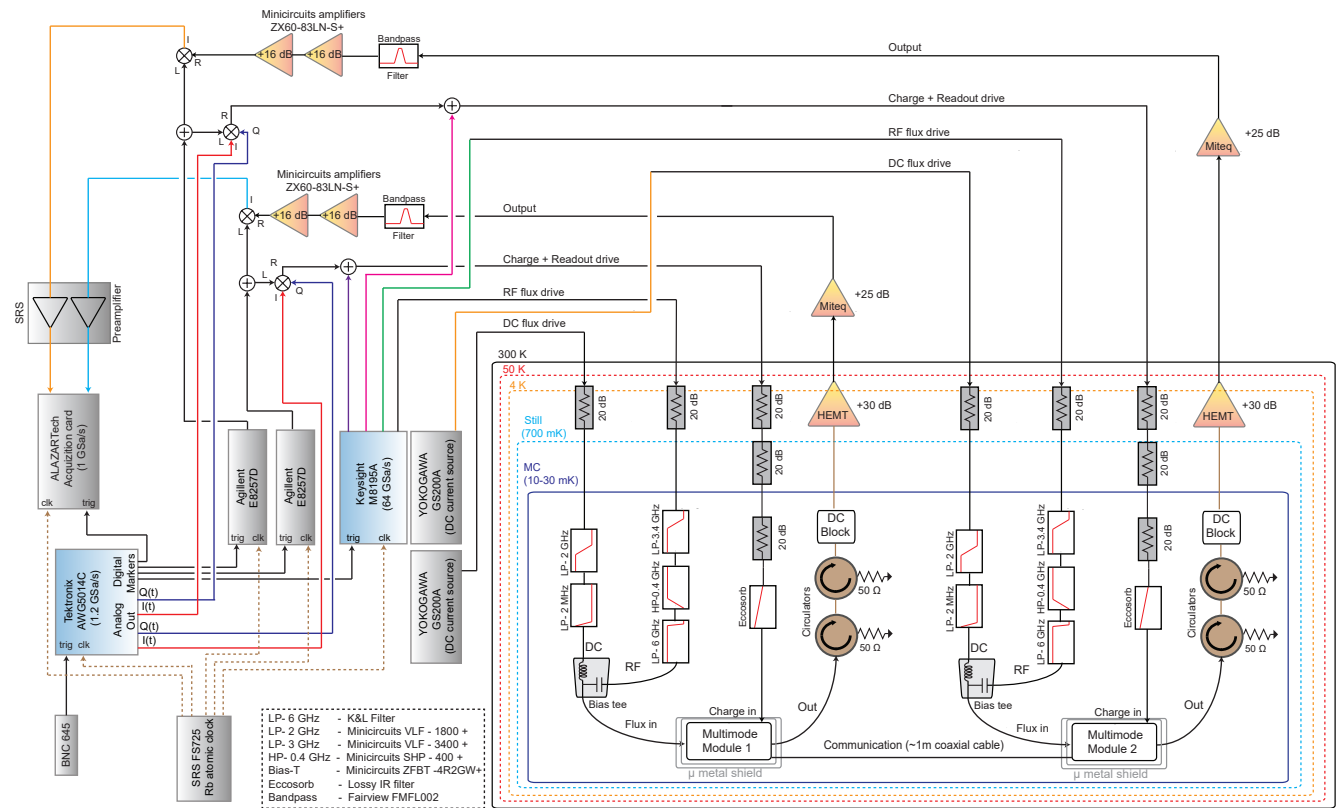 Minicircuits amplifiers
ZX60-83LN-S+
I
L
R
+16 dB
+16 dB
Bandpass
Filter
Output
R
L
I
Q
Charge + Readout drive
RF flux drive
DC flux drive
Miteq
+25 dB
Minicircuits amplifiers
ZX60-83LN-S+
I
L
R
+16 dB
+16 dB
Bandpass
Filter
Output
R
L
I
Q
Charge + Readout drive
RF flux drive
DC flux drive
Miteq
+25 dB
SRS
Preamplifier
ALAZARTech
Acquizition card
(1 GSa/s)
clk
trig
Agillent
E8257D
trig
clk
Agillent
E8257D
trig
clk
Keysight
M8195A
(64 GSa/s)
trig
clk
YOKOGAWA
GS200A
(DC current source)
YOKOGAWA
GS200A
(DC current source)
Tektronix
AWG5014C
(1.2 GSa/s)
trig
clk
Analog
Out
Digital
Markers
Q(t)
I(t)
Q(t)
I(t)
BNC 645
SRS FS725
Rb atomic clock
LP- 6 GHz - K&L Filter
LP- 2 GHz - Minicircuits VLF - 1800 +
LP- 3 GHz - Minicircuits VLF - 3400 +
HP- 0.4 GHz - Minicircuits SHP - 400 +
Bias-T - Minicircuits ZFBT -4R2GW+
Eccosorb - Lossy IR filter
Bandpass - Fairview FMFL002
300 K
50 K
4 K
Still
(700 mK)
MC
(10-30 mK)
20 dB
20 dB
20 dB
HEMT
+30 dB
20 dB
20 dB
LP- 2 GHz
LP- 2 MHz
LP-3.4 GHz
HP-0.4 GHz
LP- 6 GHz
Eccosorb
DC
Block
Circulators
50 Ω
50 Ω
DC
RF
Bias tee
Flux in
Charge in
Out
Multimode
Module 1
μ metal shield
Communication (~1m coaxial cable)
20 dB
20 dB
20 dB
HEMT
+30 dB
20 dB
20 dB
LP- 2 GHz
LP- 2 MHz
LP-3.4 GHz
HP-0.4 GHz
LP- 6 GHz
Eccosorb
DC
Block
Circulators
50 Ω
50 Ω
DC
RF
Bias tee
Flux in
Charge in
Out
Multimode
Module 2
μ metal shield